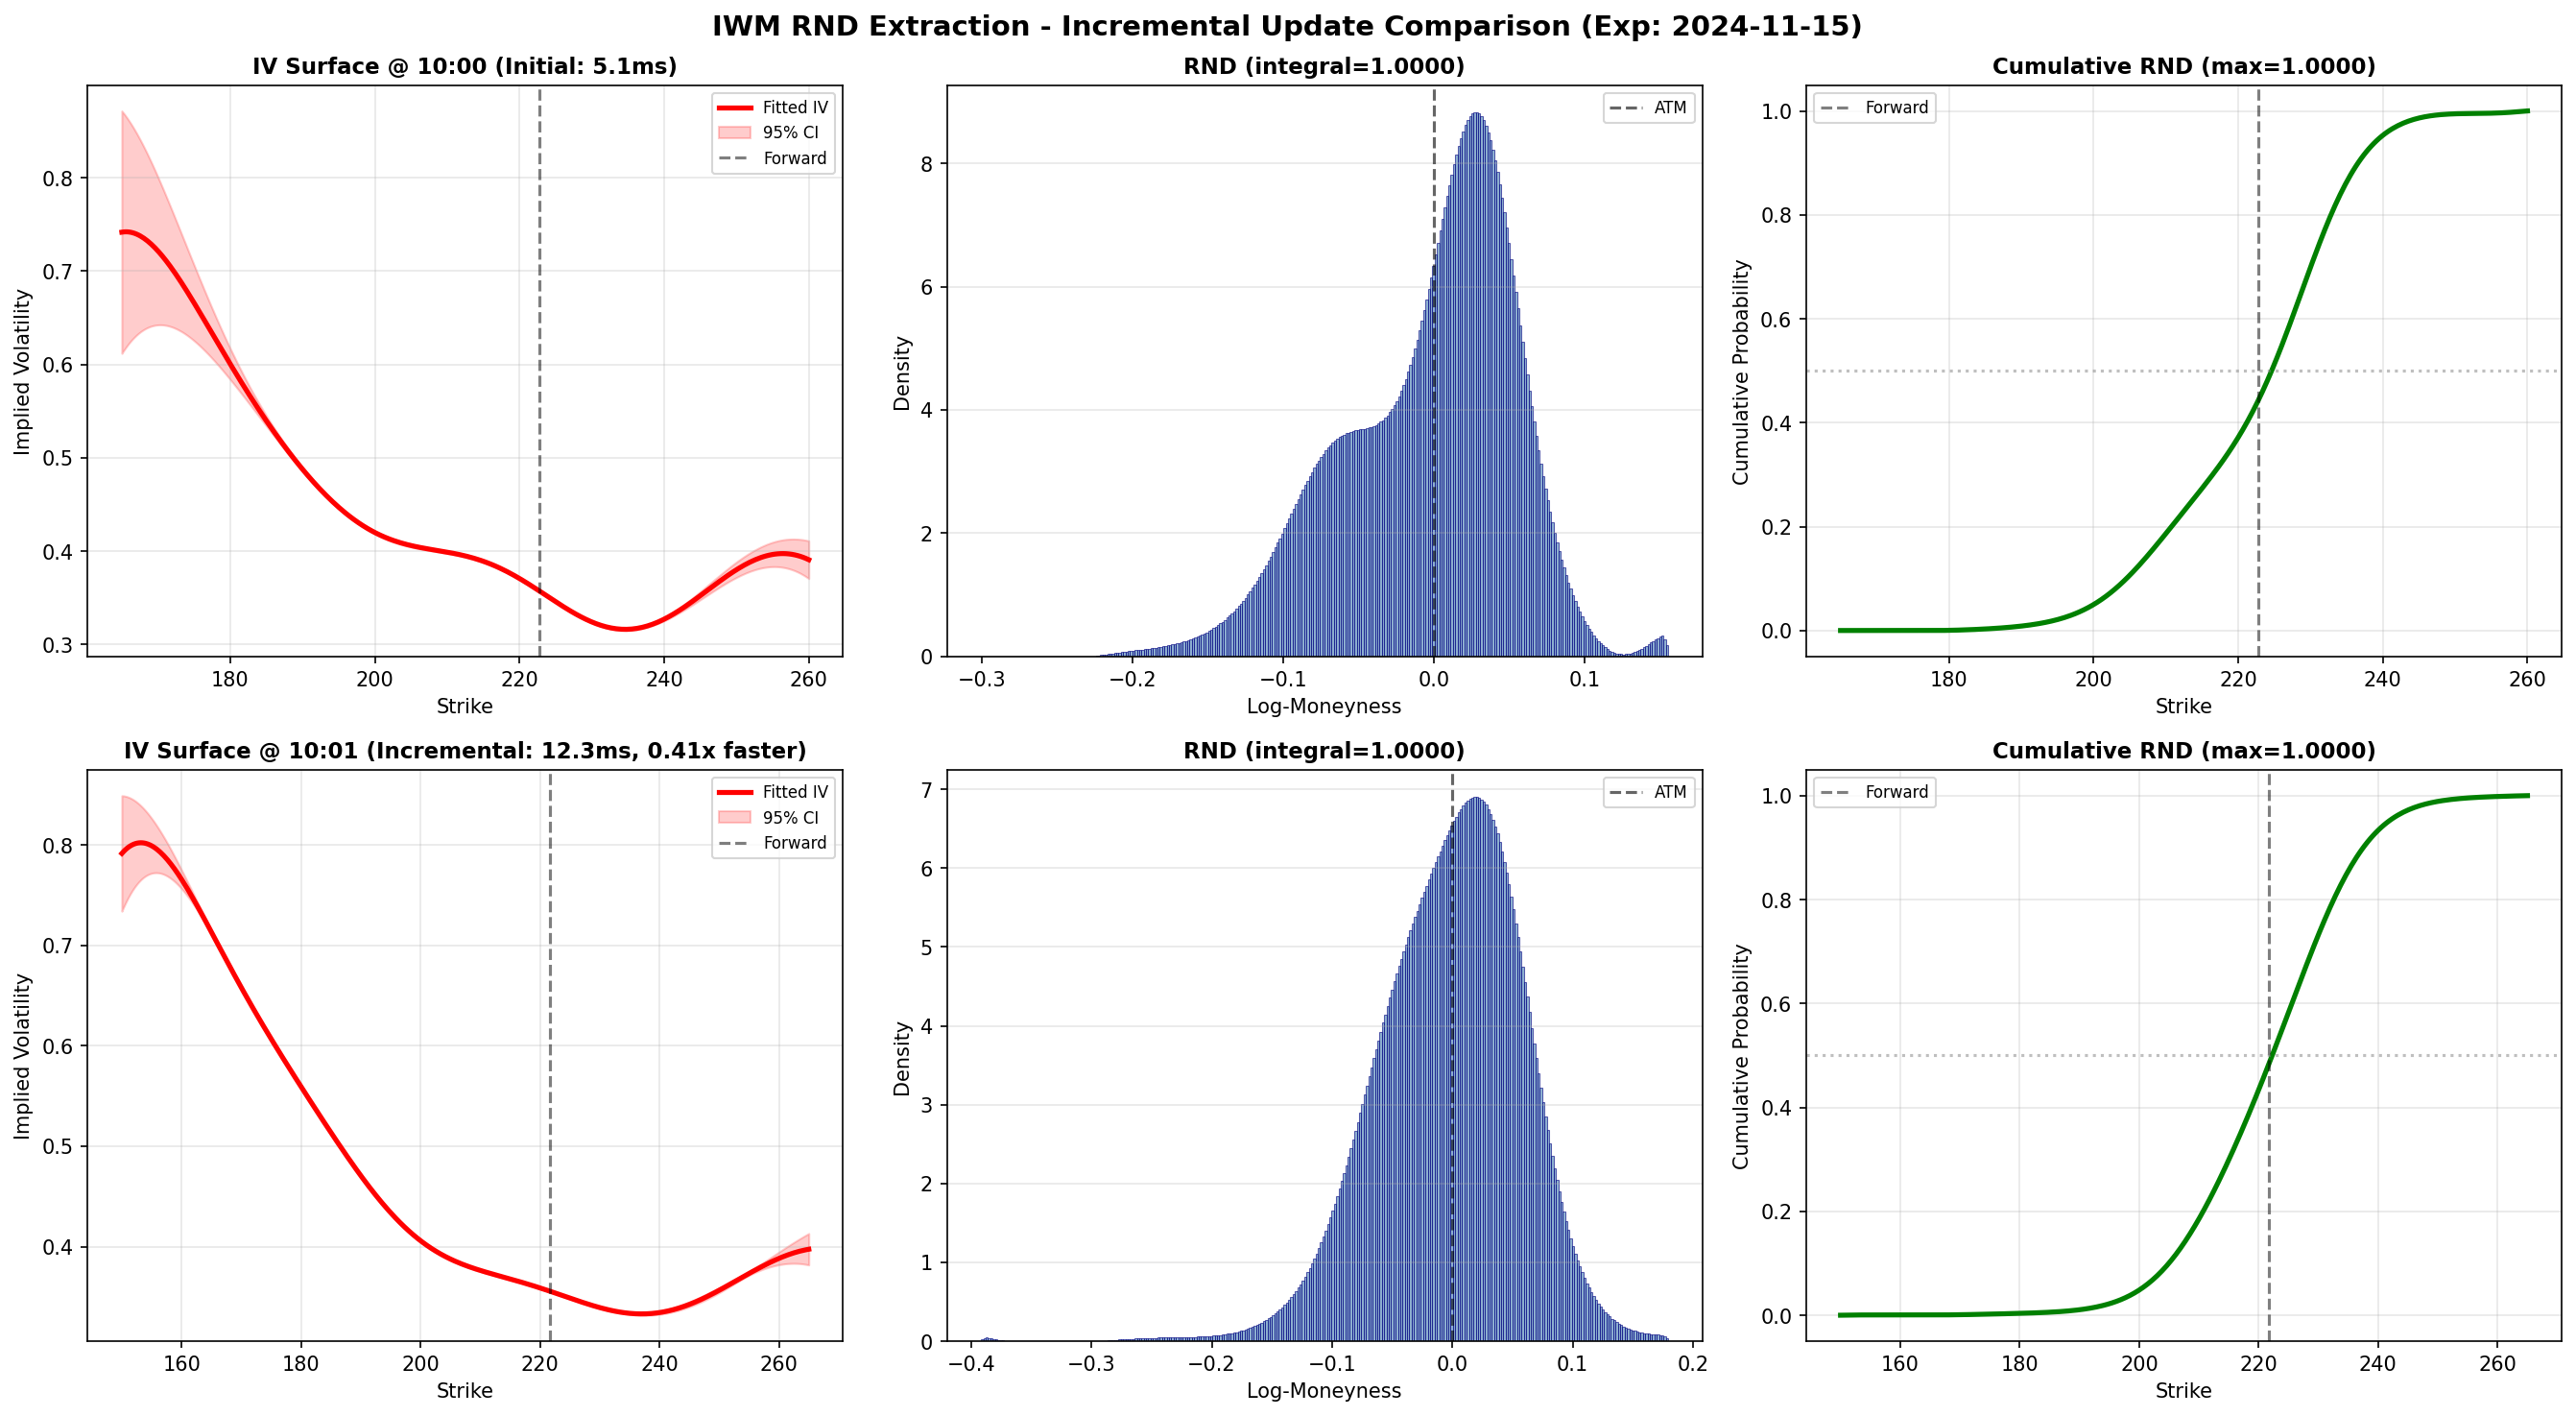 IWM RND Extraction - Incremental Update Comparison (Exp: 2024-11-15)
IV Surface @ 10:00 (Initial: 5.1ms)
Implied Volatility
0.8
0.7
0.6
0.5
0.4
0.3
180
200
220
240
260
Strike
Fitted IV
95% CI
Forward
RND (integral=1.0000)
Density
8
6
4
2
0
−0.3
−0.2
−0.1
0.0
0.1
Log-Moneyness
ATM
Cumulative RND (max=1.0000)
Cumulative Probability
1.0
0.8
0.6
0.4
0.2
0.0
180
200
220
240
260
Strike
Forward
IV Surface @ 10:01 (Incremental: 12.3ms, 0.41x faster)
Implied Volatility
0.8
0.7
0.6
0.5
0.4
160
180
200
220
240
260
Strike
Fitted IV
95% CI
Forward
RND (integral=1.0000)
Density
7
6
5
4
3
2
1
0
−0.4
−0.3
−0.2
−0.1
0.0
0.1
0.2
Log-Moneyness
ATM
Cumulative RND (max=1.0000)
Cumulative Probability
1.0
0.8
0.6
0.4
0.2
0.0
160
180
200
220
240
260
Strike
Forward